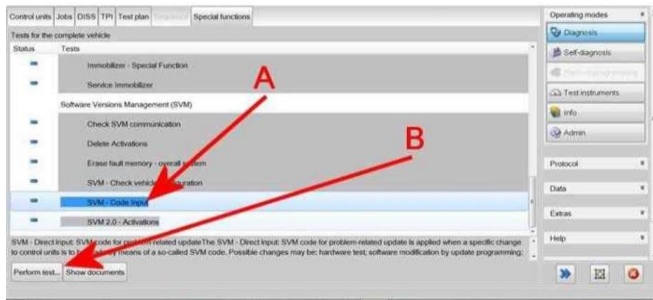 Control units Jobs DISS TPI Test plan Special functions
Operating modes
Tests for the complete vehicle
Diagnosis
Status Tests
Self-diagnosis
Immobilizer - Special Function
Service Immobilizer
Test instruments
Software Versions Management (SVM)
Info
Check SVM communication
Admin
Delete Activations
Erase fault memory - overall system
Protocol
SVM - Check vehicle configuration
Data
SVM - Code Input
Extras
SVM 2.0 - Activations
Help
SVM - Direct Input: SVM code for problem related updateThe SVM - Direct Input: SVM code for problem-related update is applied when a specific change
to control units is to be by means of a so-called SVM code. Possible changes may be: hardware test; software modification by update programming;
Perform test... Show documents
A
B